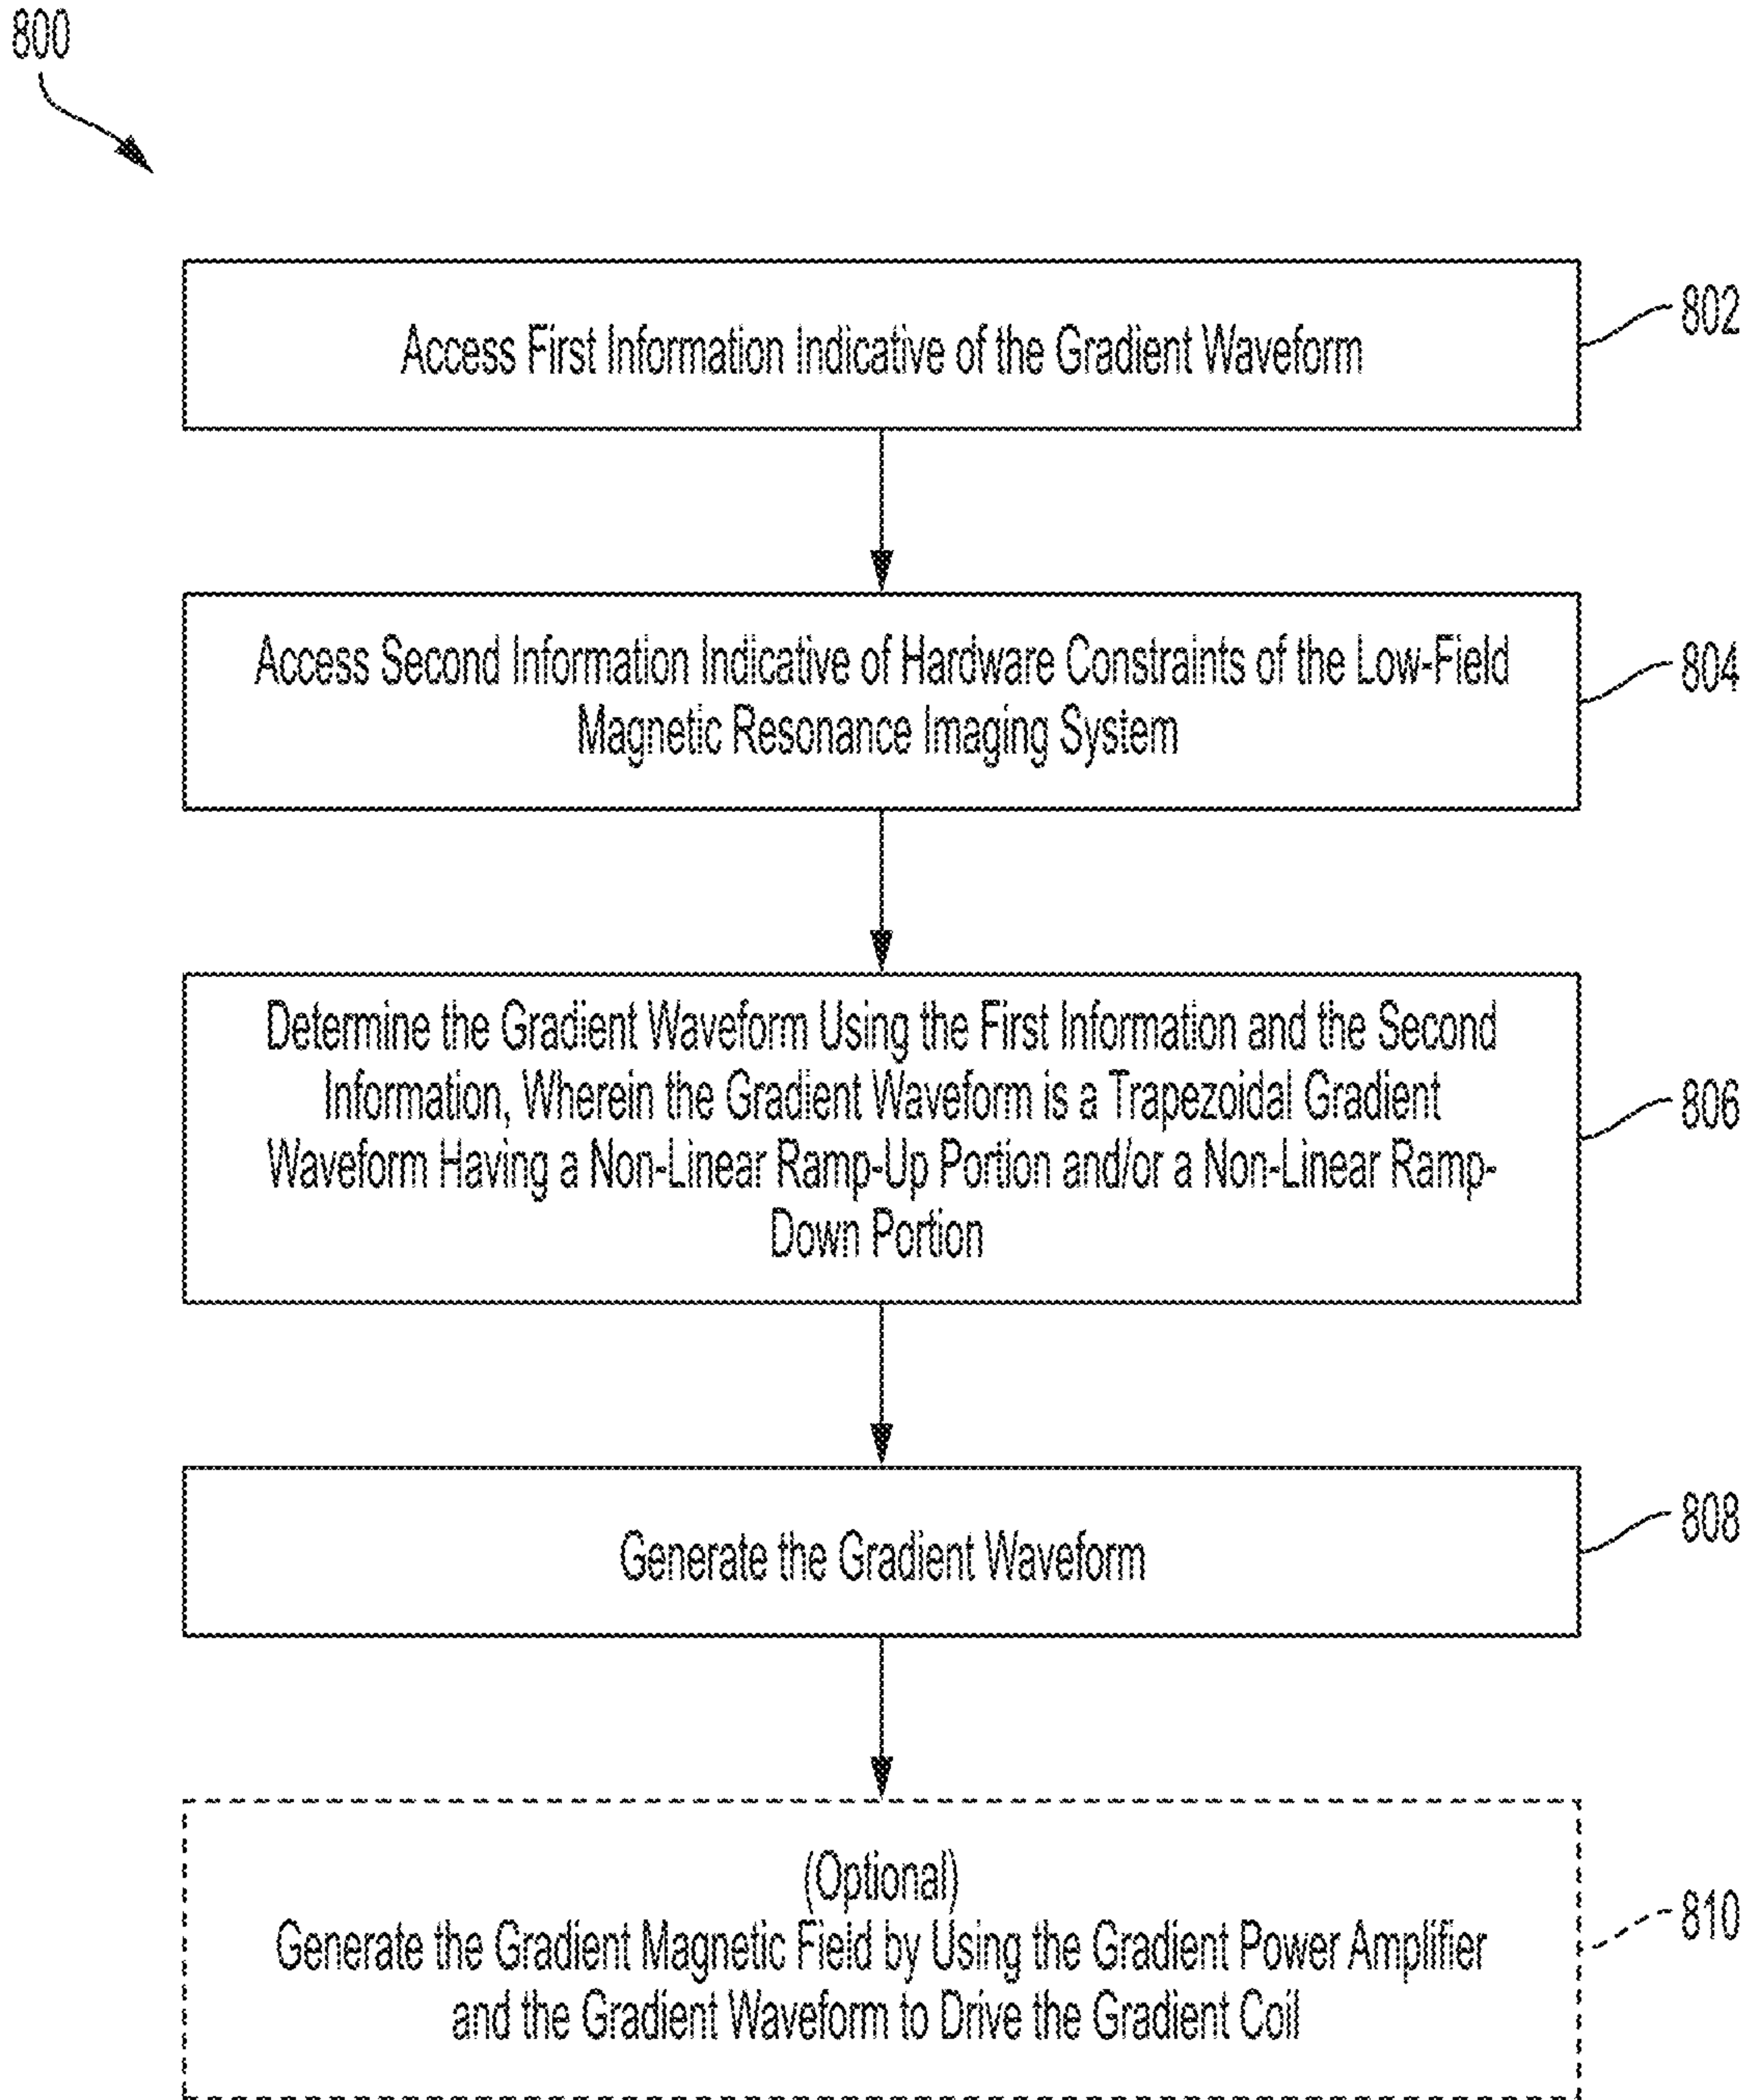 800
Access First Information Indicative of the Gradient Waveform
802
Access Second Information Indicative of Hardware Constraints of the Low-Field
Magnetic Resonance Imaging System
804
Determine the Gradient Waveform Using the First Information and the Second
Information, Wherein the Gradient Waveform is a Trapezoidal Gradient
Waveform Having a Non-Linear Ramp-Up Portion and/or a Non-Linear Ramp-
Down Portion
806
Generate the Gradient Waveform
808
(Optional)
Generate the Gradient Magnetic Field by Using the Gradient Power Amplifier
and the Gradient Waveform to Drive the Gradient Coil
810